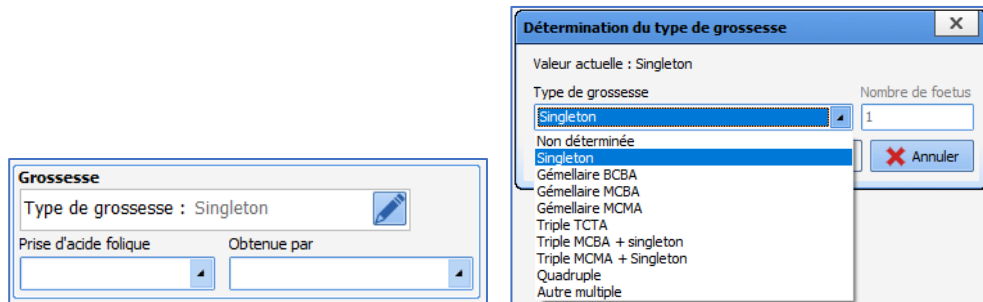 Grossesse
Type de grossesse : Singleton
Prise d'acide folique Obtenue par
Détermination du type de grossesse
Valeur actuelle : Singleton
Type de grossesse Nombre de foetus
Singleton 1
Non déterminée
Singleton
Annuler
Gémellaire BCBA
Gémellaire MCBA
Gémellaire MCMA
Triple TCTA
Triple MCBA + singleton
Triple MCMA + Singleton
Quadruple
Autre multiple